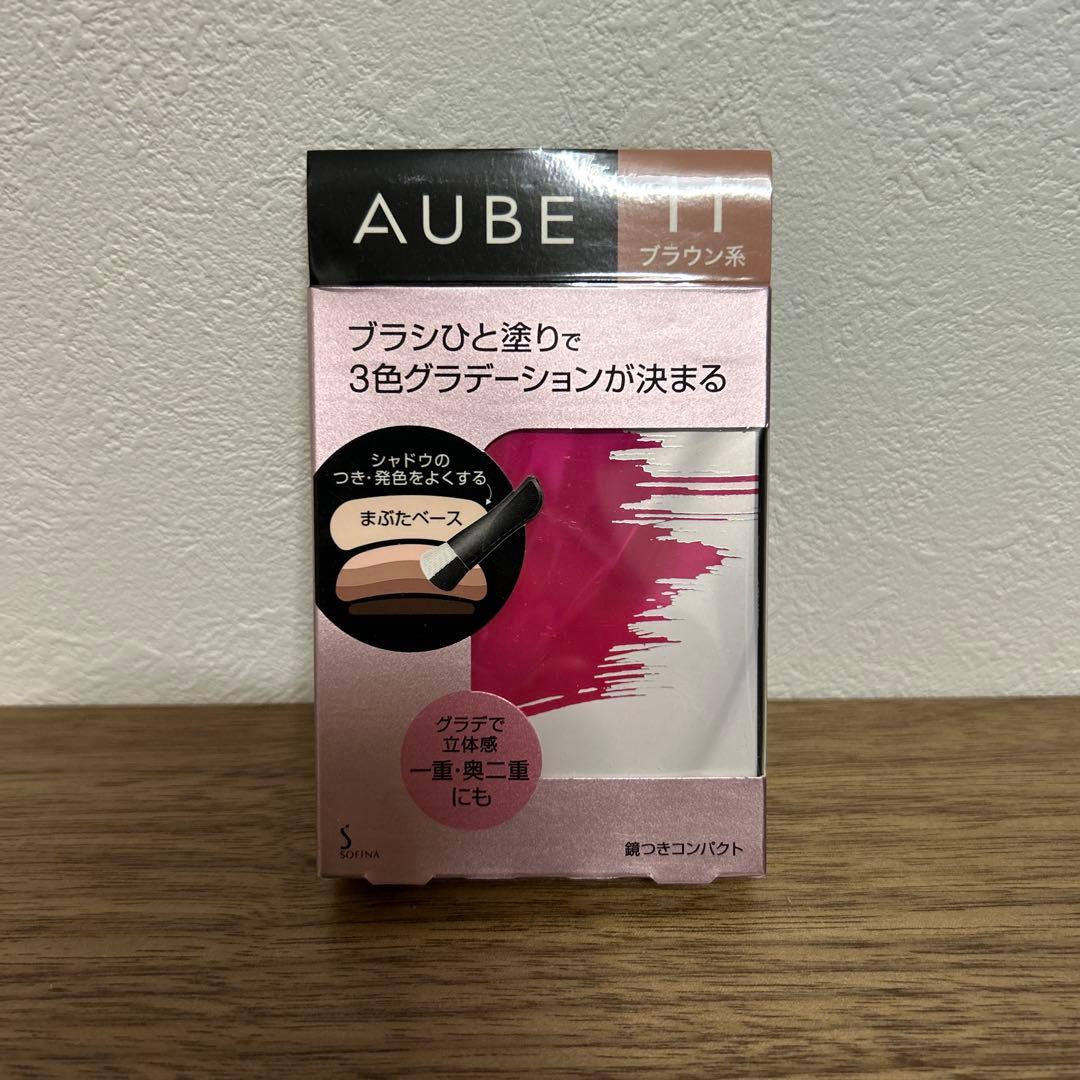 AUBE
11
ブラウン系
ブラシひと塗りで
3色グラデーションが決まる
シャドウの
つき・発色をよくする
まぶたベース
グラデで
立体感
一重・奥二重
にも
SOFINA
鏡つきコンパクト